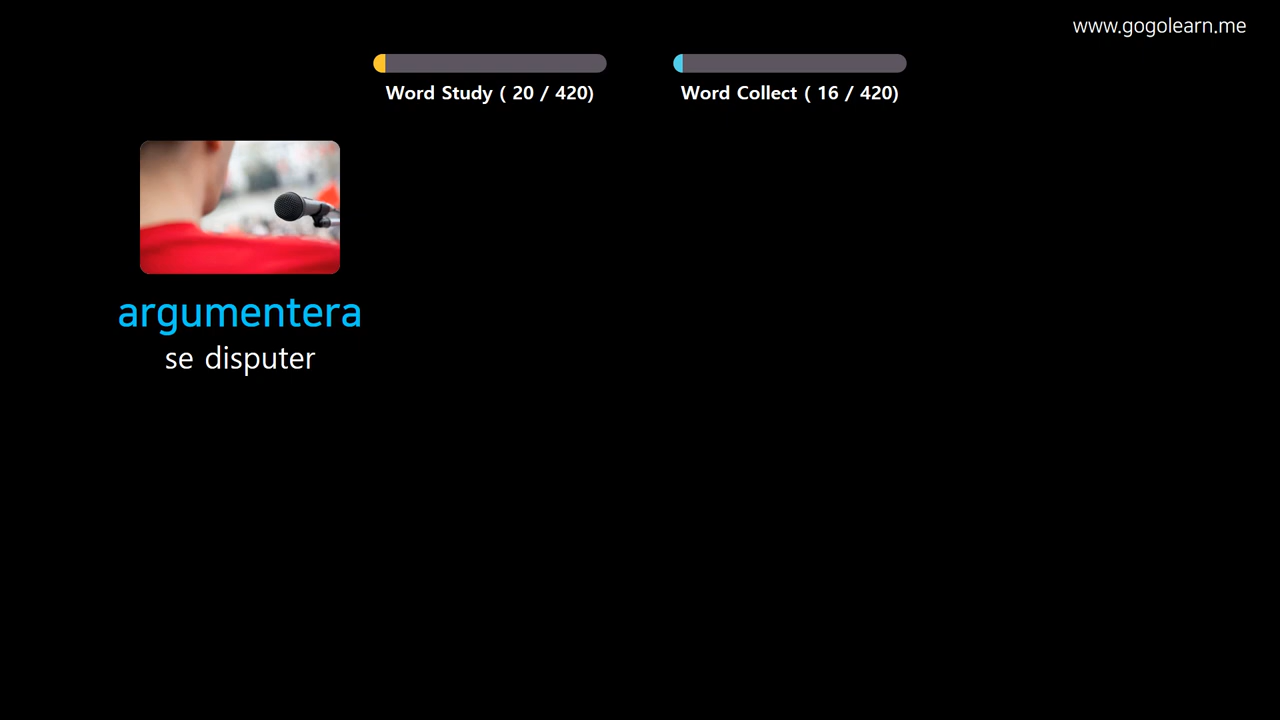 www.gogolearn.me
Word Study ( 20 / 420)
Word Collect ( 16 / 420)
argumentera
se disputer